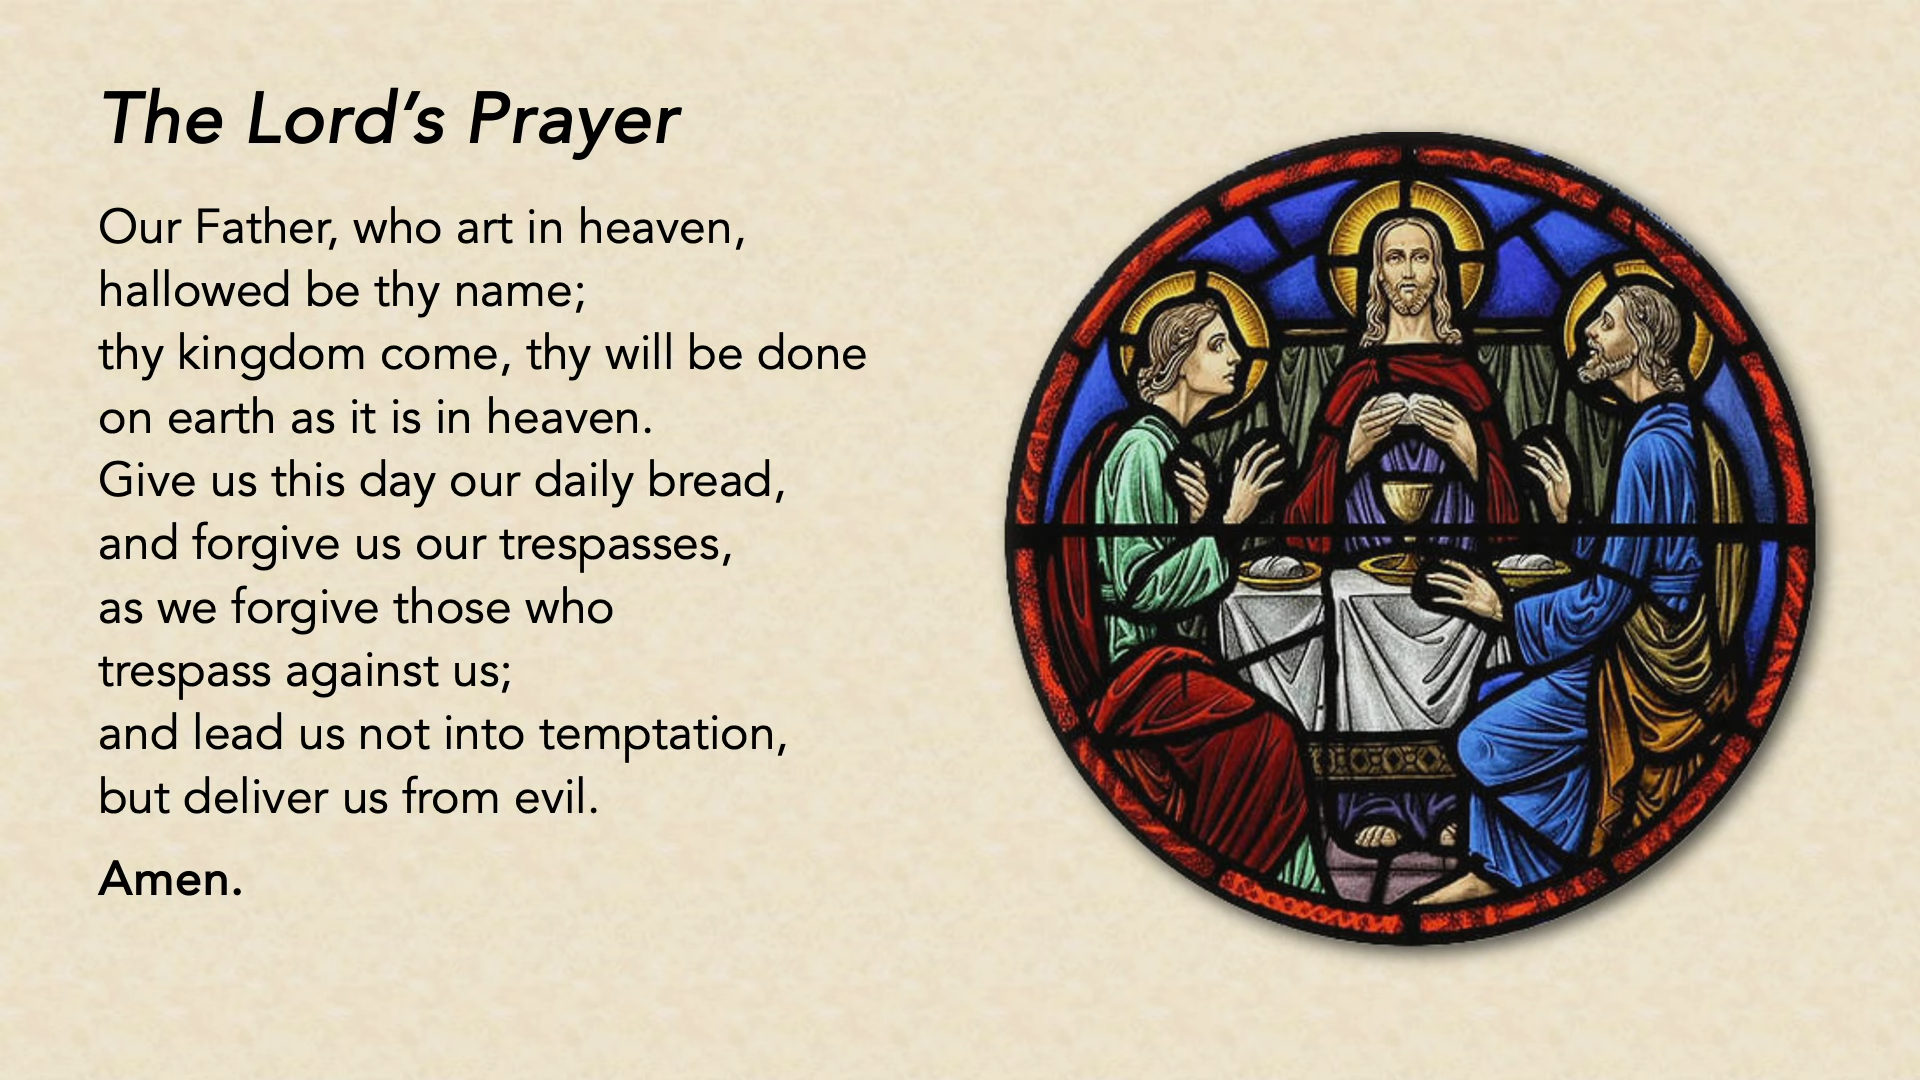 The Lord’s Prayer
Our Father, who art in heaven,
hallowed be thy name;
thy kingdom come, thy will be done
on earth as it is in heaven.
Give us this day our daily bread,
and forgive us our trespasses,
as we forgive those who
trespass against us;
and lead us not into temptation,
but deliver us from evil.
Amen.